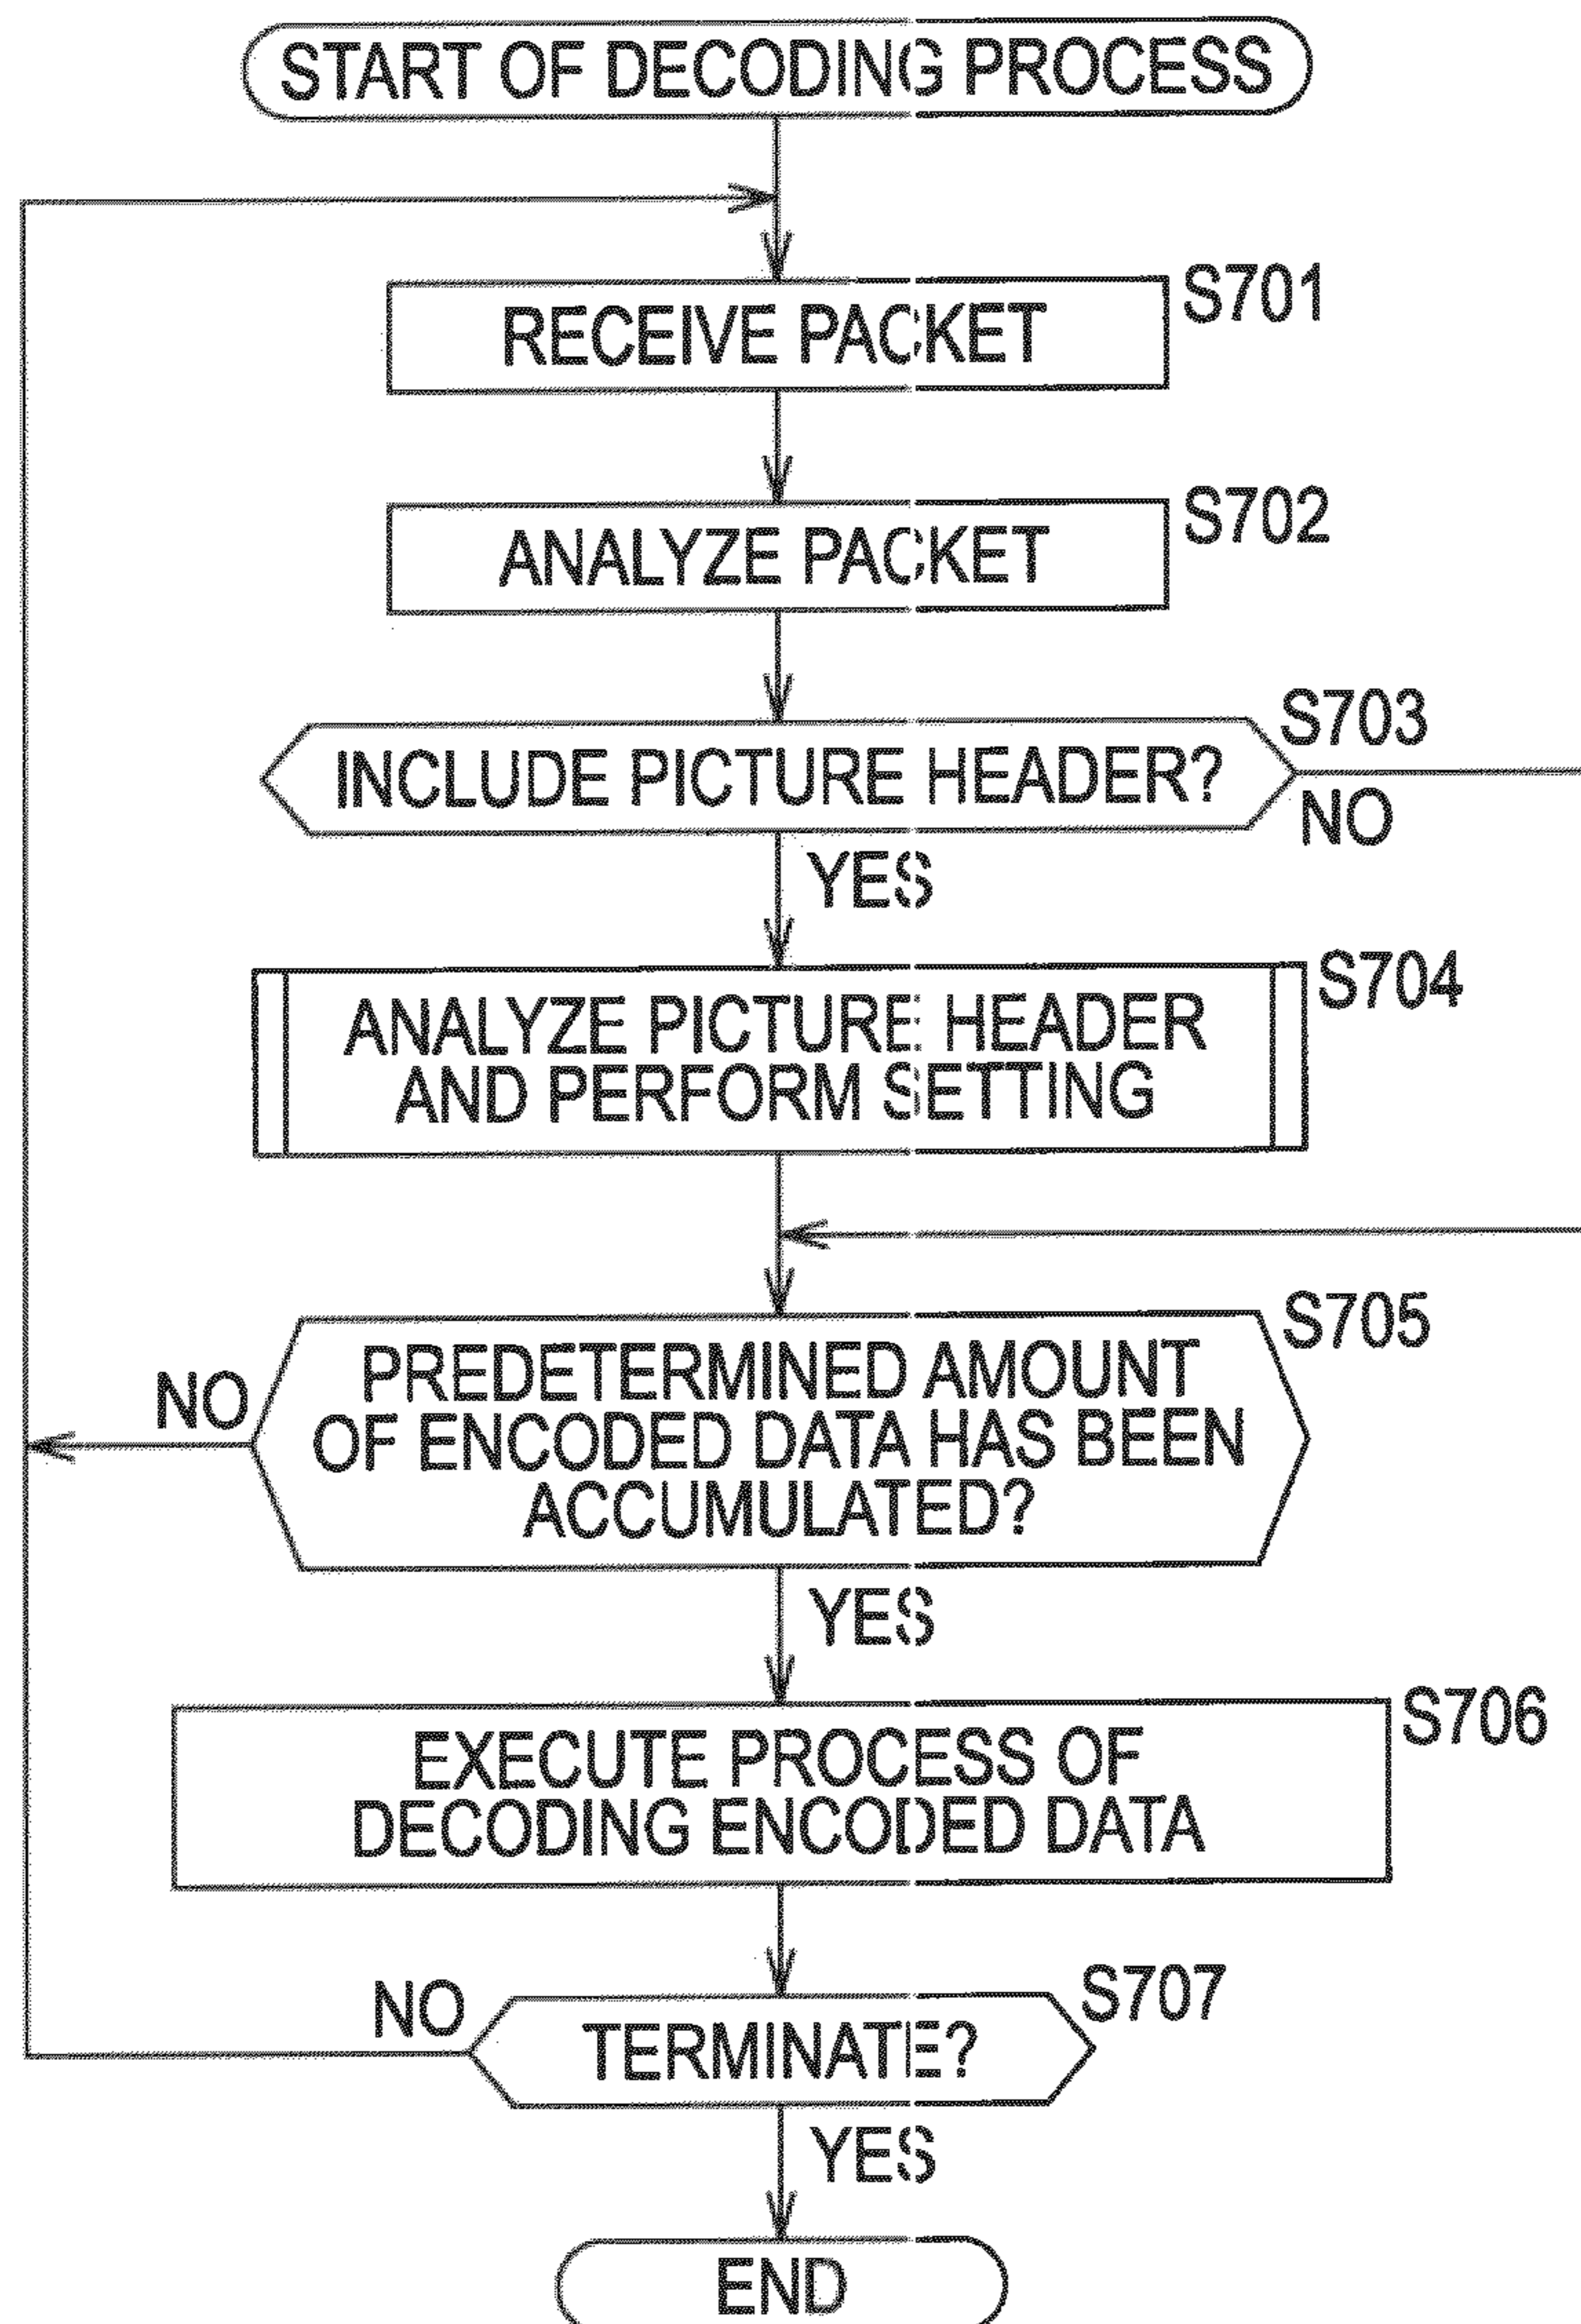 START OF DECODING PROCESS
RECEIVE PACKET
S701
ANALYZE PACKET
S702
INCLUDE PICTURE HEADER?
S703
NO
YES
ANALYZE PICTURE HEADER
AND PERFORM SETTING
S704
PREDETERMINED AMOUNT
OF ENCODED DATA HAS BEEN
ACCUMULATED?
S705
NO
YES
EXECUTE PROCESS OF
DECODING ENCODED DATA
S706
TERMINATE?
S707
NO
YES
END